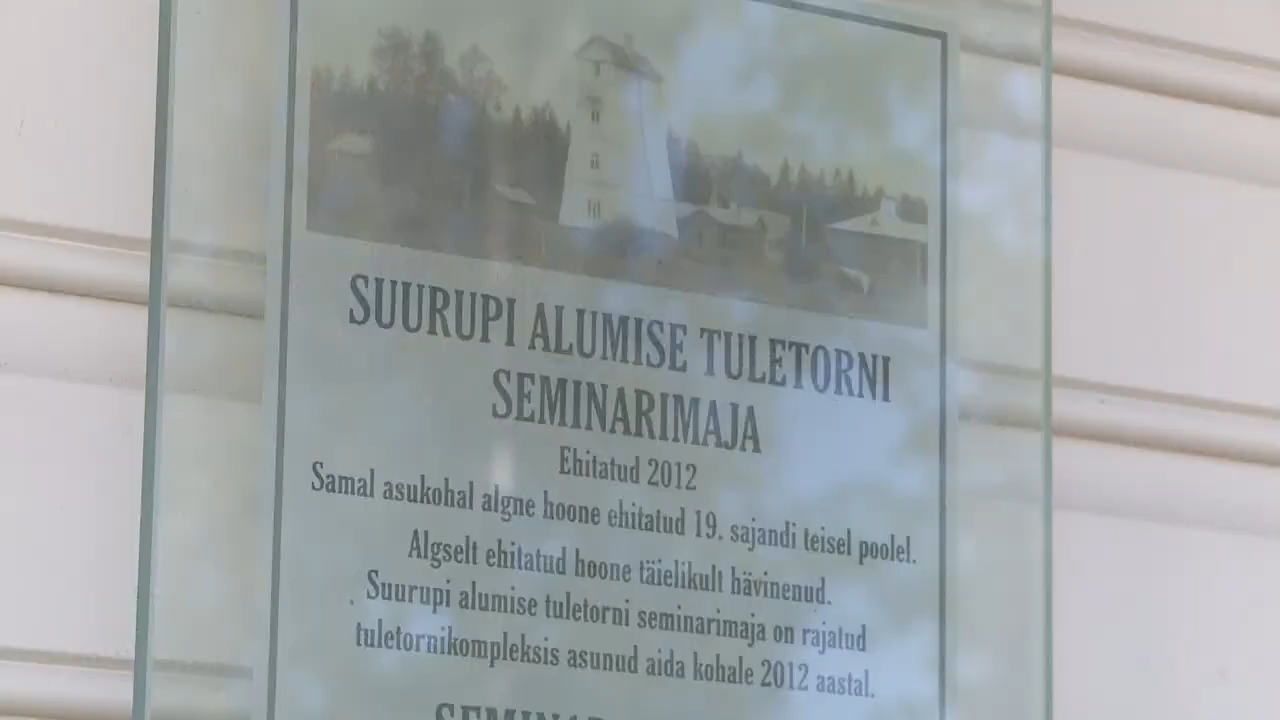 SUURUPI ALUMISE TULETORNI
SEMINARIMAJA
Ehitatud 2012
Samal asukohal algne hoone ehitatud 19. sajandi teisel poolel.
Algselt ehitatud hoone täielikult hävinenud.
Suurupi alumise tuletorni seminarimaja on rajatud
tuletornikompleksis asunud aida kohale 2012 aastal.